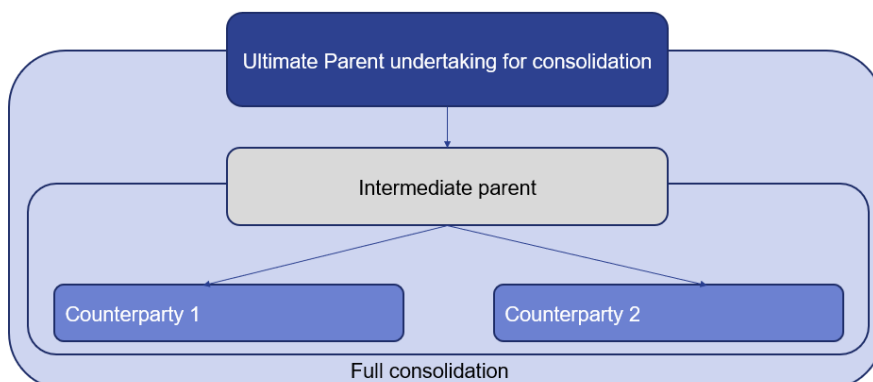 Ultimate Parent undertaking for consolidation
Intermediate parent
Counterparty 1
Counterparty 2
Full consolidation